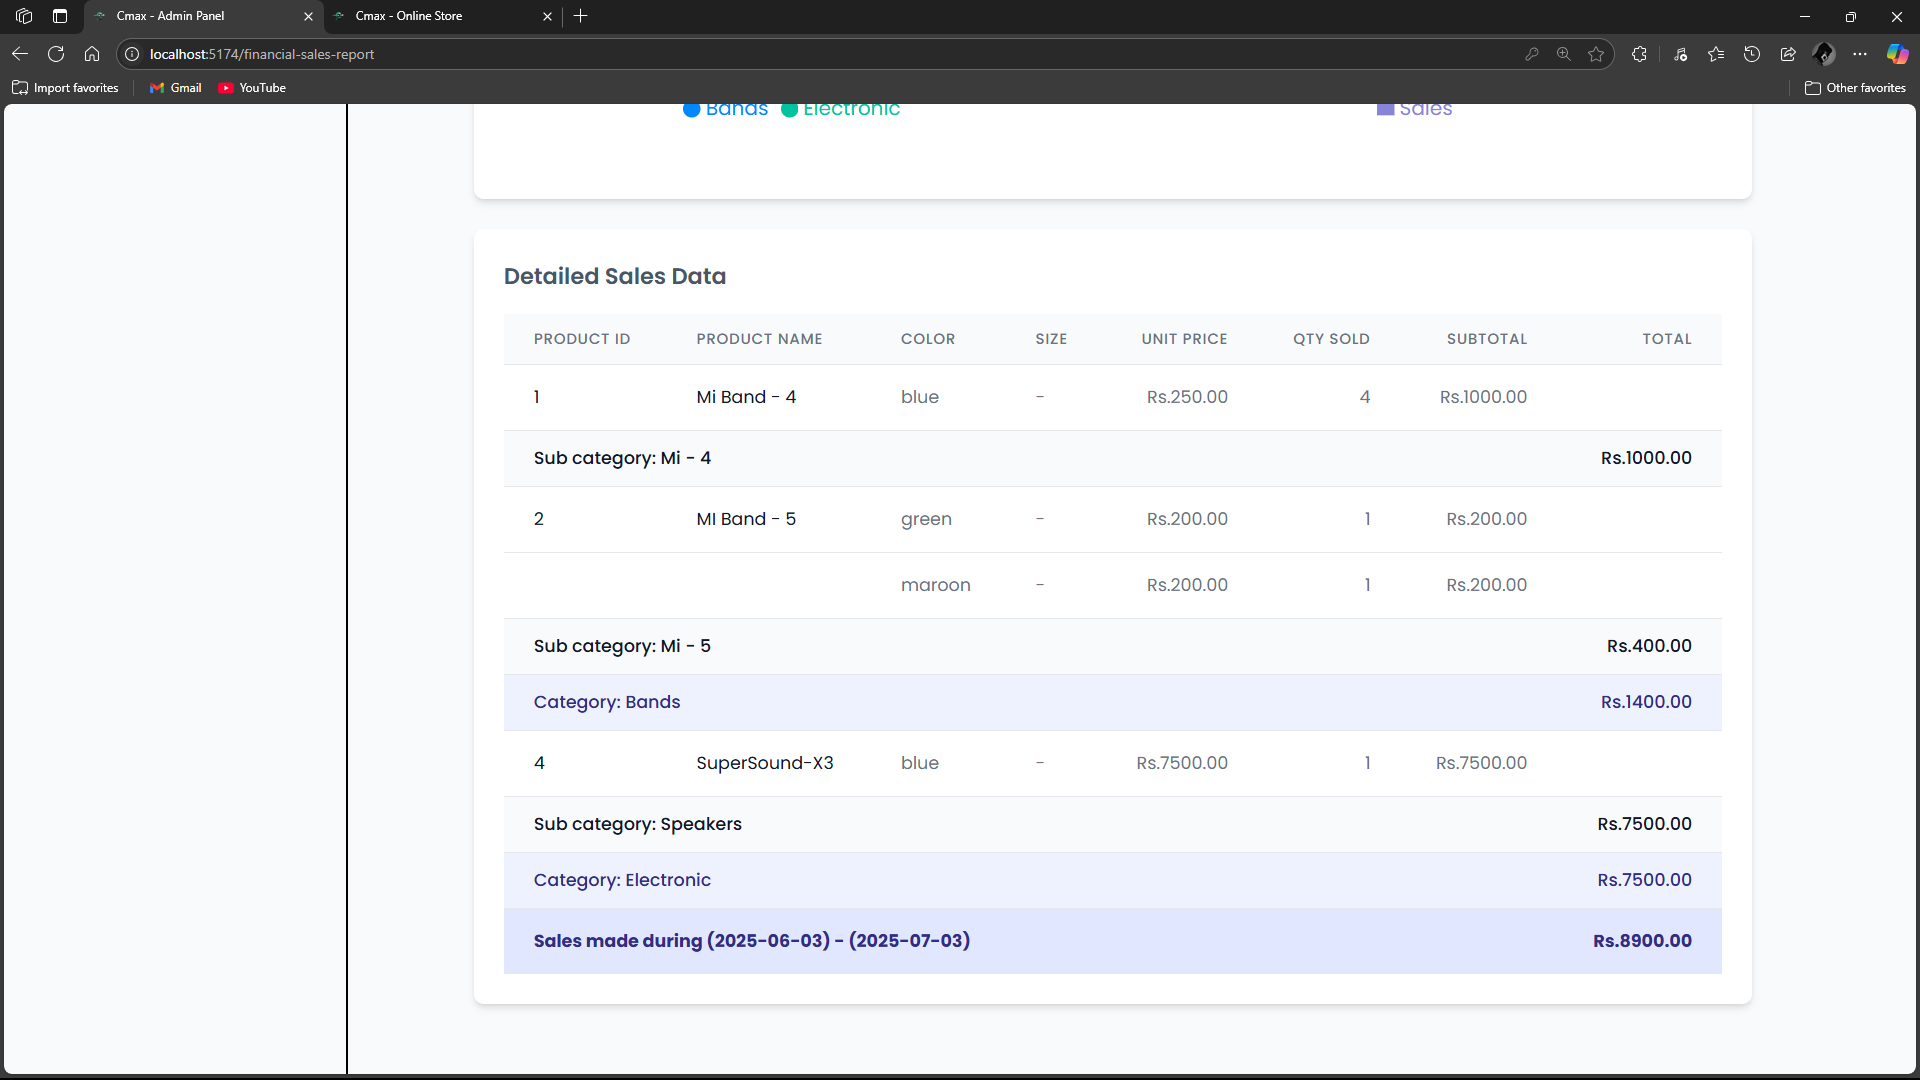 Cmax - Admin Panel
Cmax - Online Store
localhost:5174/financial-sales-report
Import favorites
Gmail
YouTube
Other favorites
Bands Electronic
Sales
Detailed Sales Data
PRODUCT ID PRODUCT NAME COLOR SIZE UNIT PRICE QTY SOLD SUBTOTAL TOTAL
1 Mi Band - 4 blue - Rs.250.00 4 Rs.1000.00
Sub category: Mi - 4 Rs.1000.00
2 MI Band - 5 green - Rs.200.00 1 Rs.200.00
maroon - Rs.200.00 1 Rs.200.00
Sub category: Mi - 5 Rs.400.00
Category: Bands Rs.1400.00
4 SuperSound-X3 blue - Rs.7500.00 1 Rs.7500.00
Sub category: Speakers Rs.7500.00
Category: Electronic Rs.7500.00
Sales made during (2025-06-03) - (2025-07-03) Rs.8900.00